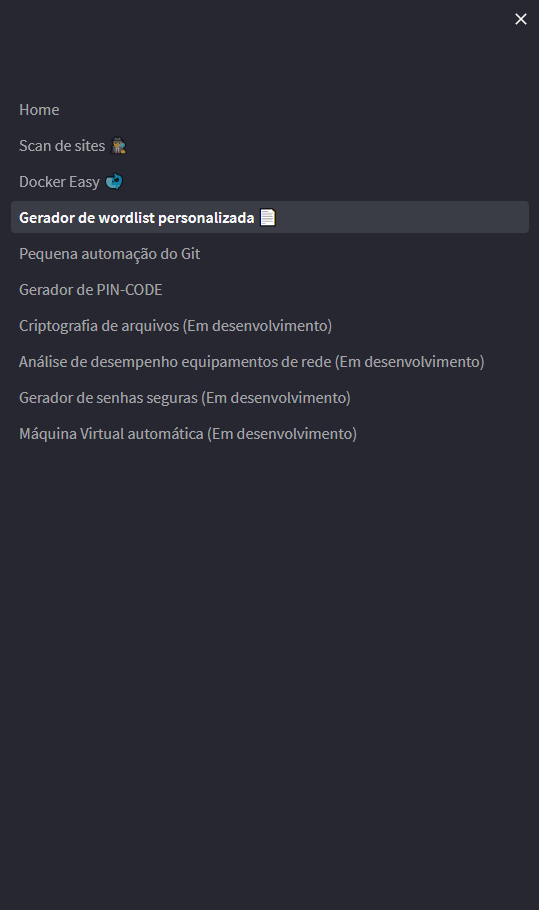 Home
Scan de sites 🕵️
Docker Easy 🐋
Gerador de wordlist personalizada 📄
Pequena automação do Git
Gerador de PIN-CODE
Criptografia de arquivos (Em desenvolvimento)
Análise de desempenho equipamentos de rede (Em desenvolvimento)
Gerador de senhas seguras (Em desenvolvimento)
Máquina Virtual automática (Em desenvolvimento)